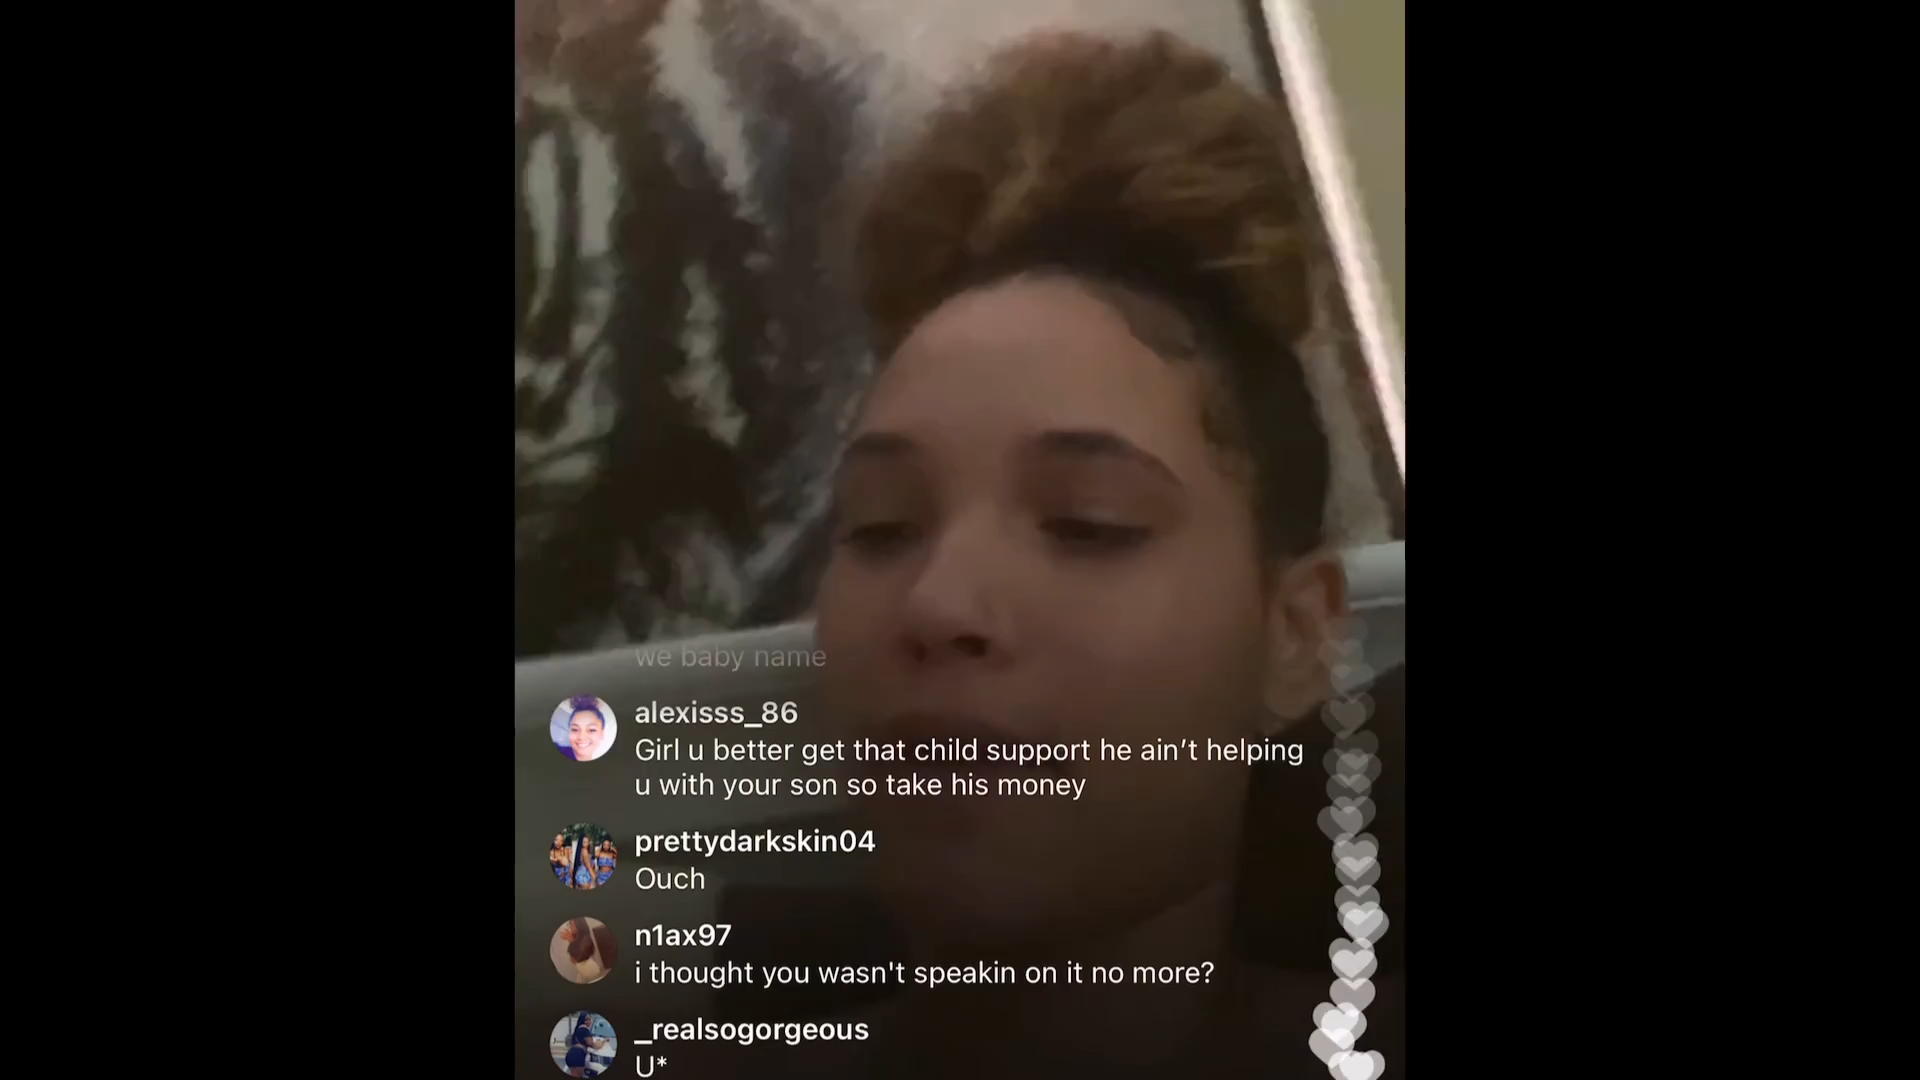 we baby name
alexisss_86
Girl u better get that child support he ain’t helping
u with your son so take his money
prettydarkskin04
Ouch
n1ax97
i thought you wasn't speakin on it no more?
_realsogorgeous
U*